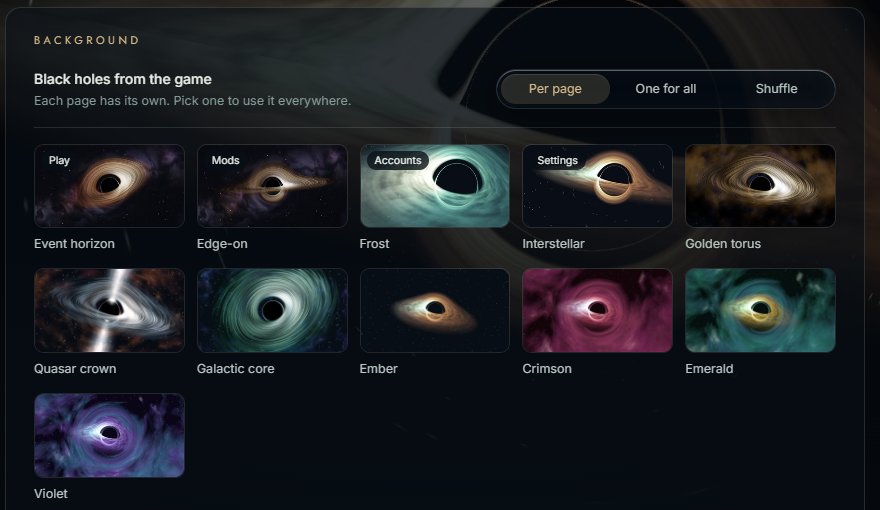 BACKGROUND
Black holes from the game
Each page has its own. Pick one to use it everywhere.
Per page
One for all
Shuffle
Play
Mods
Accounts
Settings
Event horizon
Edge-on
Frost
Interstellar
Golden torus
Quasar crown
Galactic core
Ember
Crimson
Emerald
Violet